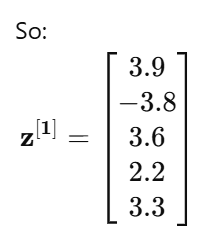 So:
z^[1] = [3.9
−3.8
3.6
2.2
3.3]